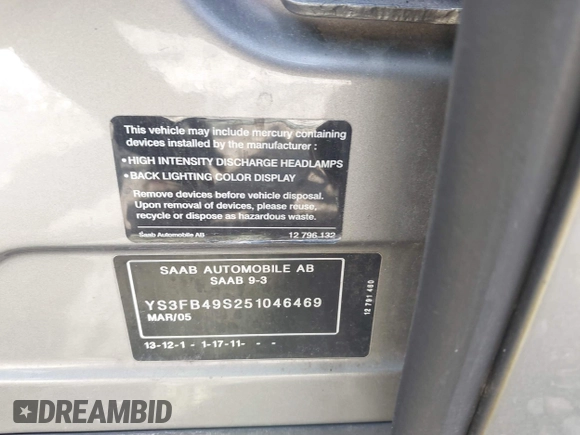 This vehicle may include mercury containing
devices installed by the manufacturer :
• HIGH INTENSITY DISCHARGE HEADLAMPS
• BACK LIGHTING COLOR DISPLAY
Remove devices before vehicle disposal.
Upon removal of devices, please reuse,
recycle or dispose as hazardous waste.
Saab Automobile AB 12 796 132
SAAB AUTOMOBILE AB
SAAB 9-3
YS3FB49S251046469
MAR/05
13-12-1 - 1-17-11- - -
12 791 480
DREAMBID